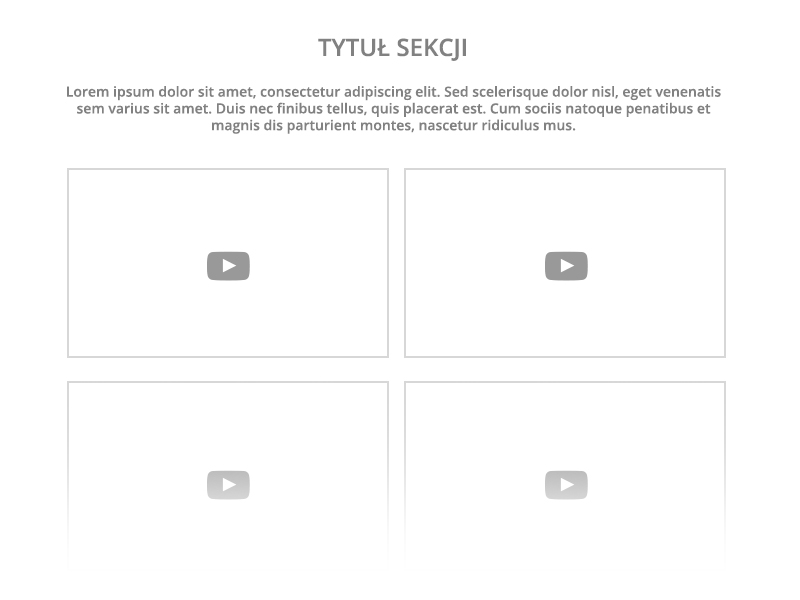 TYTUŁ SEKCJI
Lorem ipsum dolor sit amet, consectetur adipiscing elit. Sed scelerisque dolor nisl, eget venenatis
sem varius sit amet. Duis nec finibus tellus, quis placerat est. Cum sociis natoque penatibus et
magnis dis parturient montes, nascetur ridiculus mus.